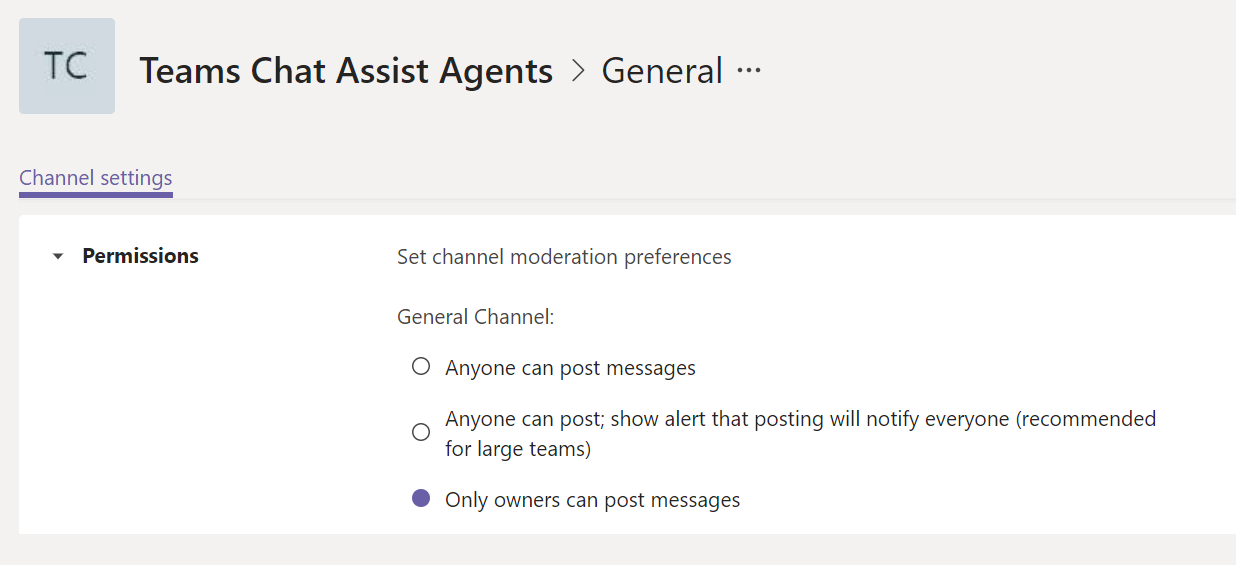 TC
Teams Chat Assist Agents > General ···
Channel settings
Permissions
Set channel moderation preferences
General Channel:
Anyone can post messages
Anyone can post; show alert that posting will notify everyone (recommended
for large teams)
Only owners can post messages